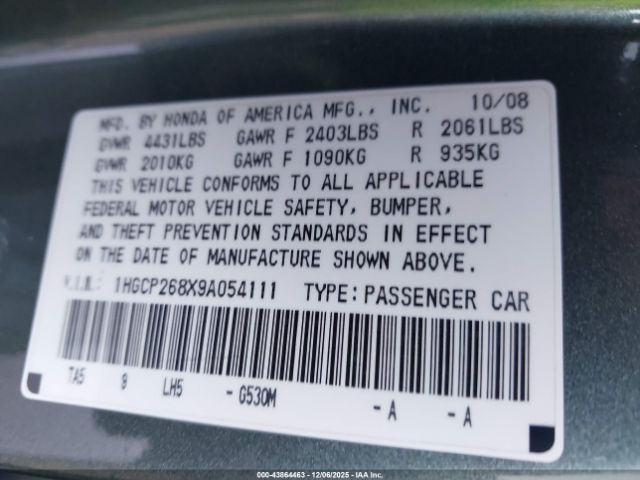 MFD. BY HONDA OF AMERICA MFG., INC. 10/08
GVWR 4431LBS GAWR F 2403LBS R 2061LBS
GVWR 2010KG GAWR F 1090KG R 935KG
THIS VEHICLE CONFORMS TO ALL APPLICABLE
FEDERAL MOTOR VEHICLE SAFETY, BUMPER,
AND THEFT PREVENTION STANDARDS IN EFFECT
ON THE DATE OF MANUFACTURE SHOWN ABOVE.
V.I.N.: 1HGCP268X9A054111 TYPE: PASSENGER CAR
TA5 9 LH5 - G530M - A - A
000-43864463 12/06/2025 - IAA Inc.